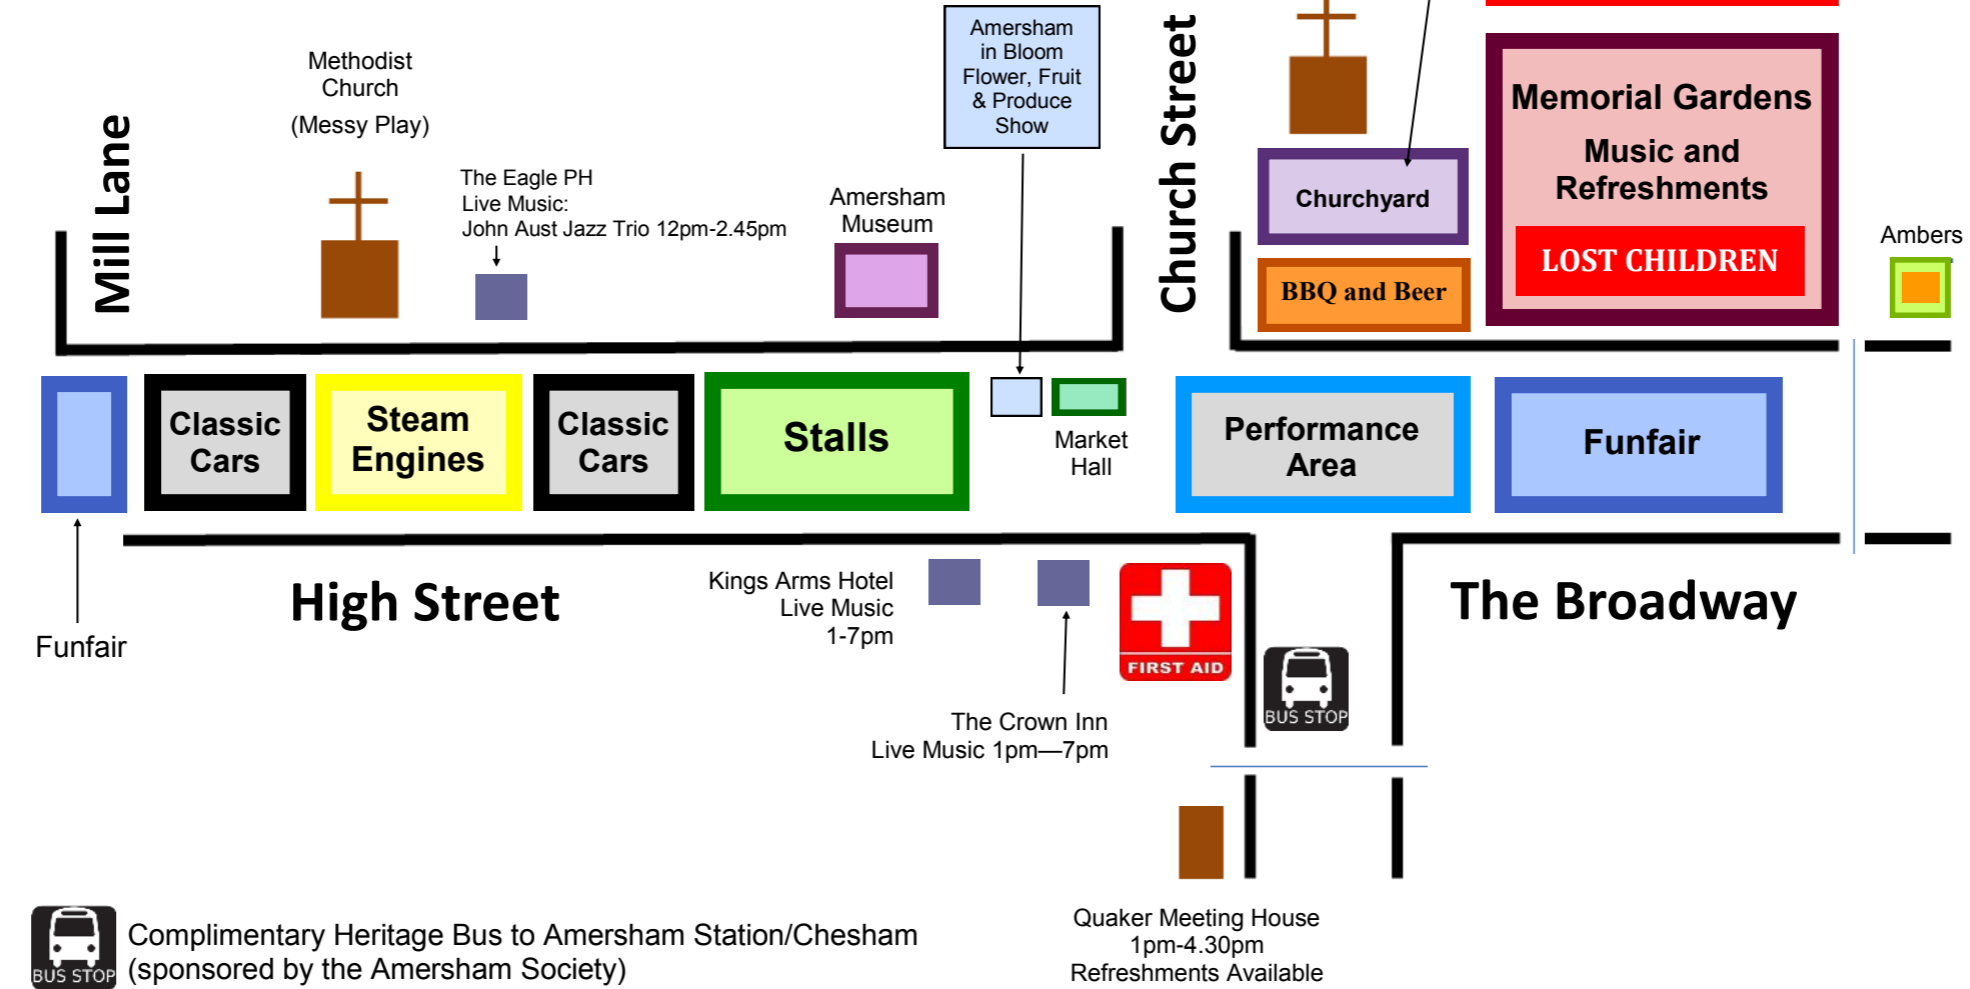 Amersham
in Bloom
Flower, Fruit
& Produce
Show
Methodist
Church
(Messy Play)
Mill Lane
The Eagle PH
Live Music:
John Aust Jazz Trio 12pm-2.45pm
Amersham
Museum
Church Street
Churchyard
BBQ and Beer
Memorial Gardens
Music and
Refreshments
LOST CHILDREN
Ambers
Classic
Cars
Steam
Engines
Classic
Cars
Stalls
Market
Hall
Performance
Area
Funfair
High Street
Funfair
Kings Arms Hotel
Live Music
1-7pm
The Crown Inn
Live Music 1pm—7pm
FIRST AID
BUS STOP
The Broadway
Quaker Meeting House
1pm-4.30pm
Refreshments Available
BUS STOP
Complimentary Heritage Bus to Amersham Station/Chesham
(sponsored by the Amersham Society)